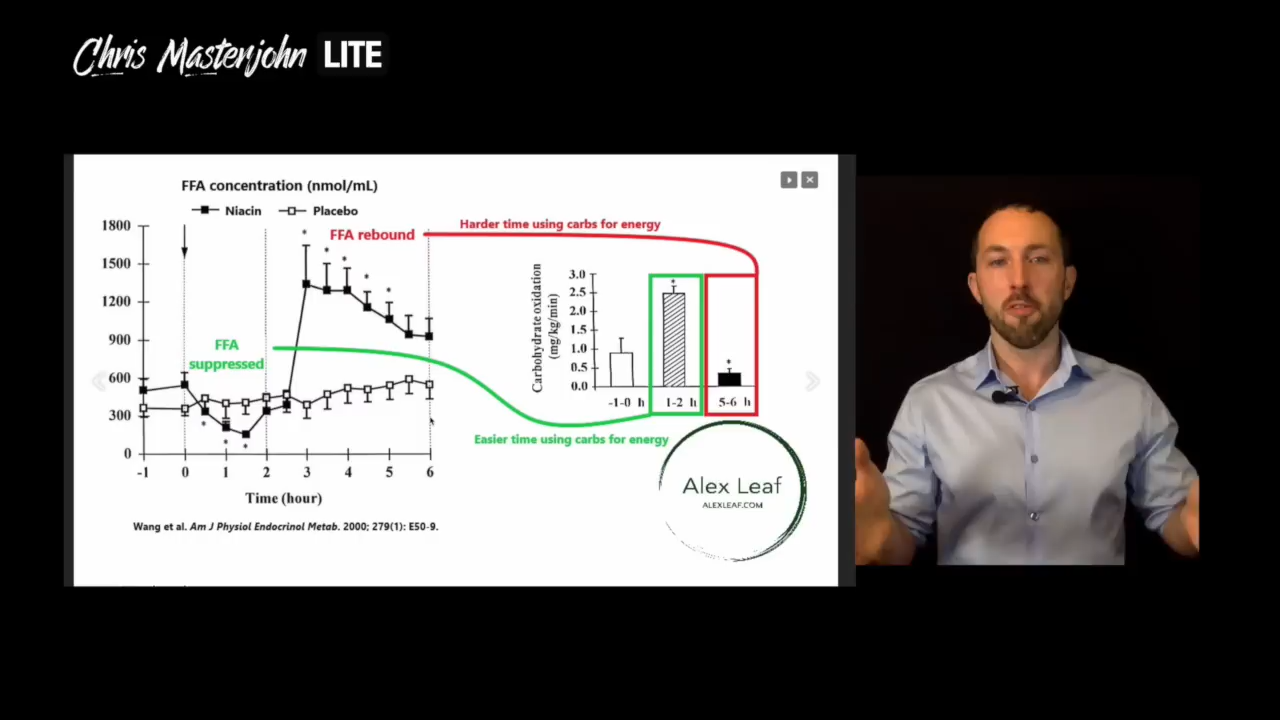 Chris Masterjohn LITE
FFA concentration (nmol/mL)
Niacin Placebo
1800
1500
1200
900
600
300
0
-1 0 1 2 3 4 5 6
Time (hour)
* * * * *
* * *
FFA rebound
FFA
suppressed
Harder time using carbs for energy
Carbohydrate oxidation
(mg/kg/min)
3.0
2.5
2.0
1.5
1.0
0.5
0.0
*
*
-1-0 h 1-2 h 5-6 h
Easier time using carbs for energy
Alex Leaf
ALEXLEAF.COM
Wang et al. Am J Physiol Endocrinol Metab. 2000; 279(1): E50-9.